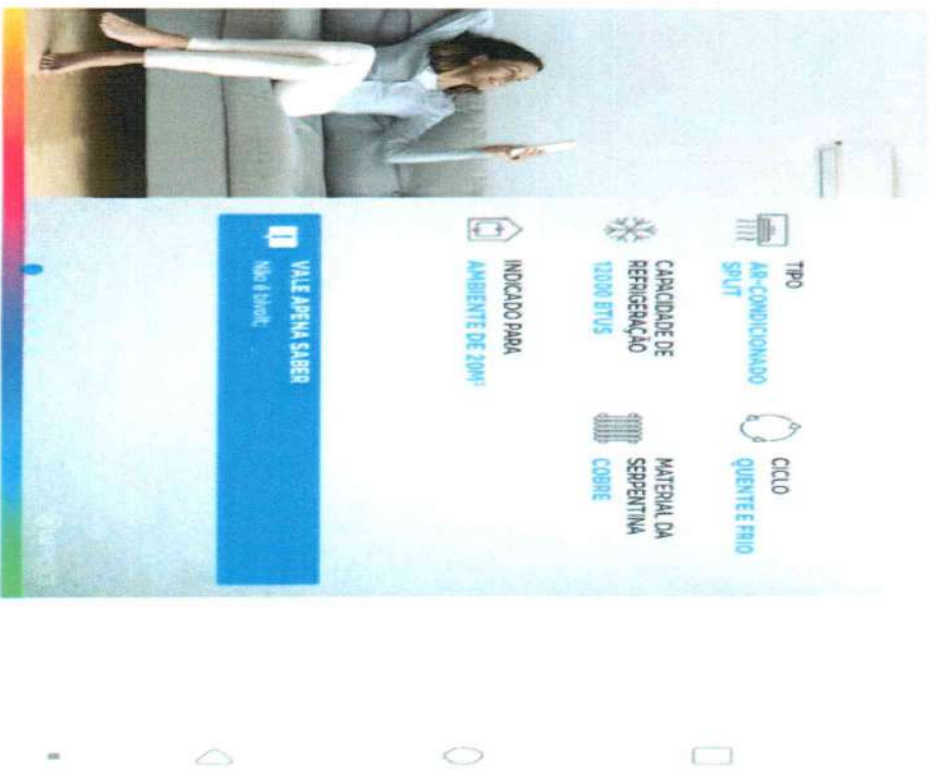 TIPO
AR-CONDICIONADO
SPLIT
CICLO
QUENTE E FRIO
CAPACIDADE DE
REFRIGERAÇÃO
1200 BTUS
MATERIAL DA
SERPENTINA
COBRE
INDICADO PARA
AMBIENTE DE 20M²
VALE APENA SABER
Não é bivolt;